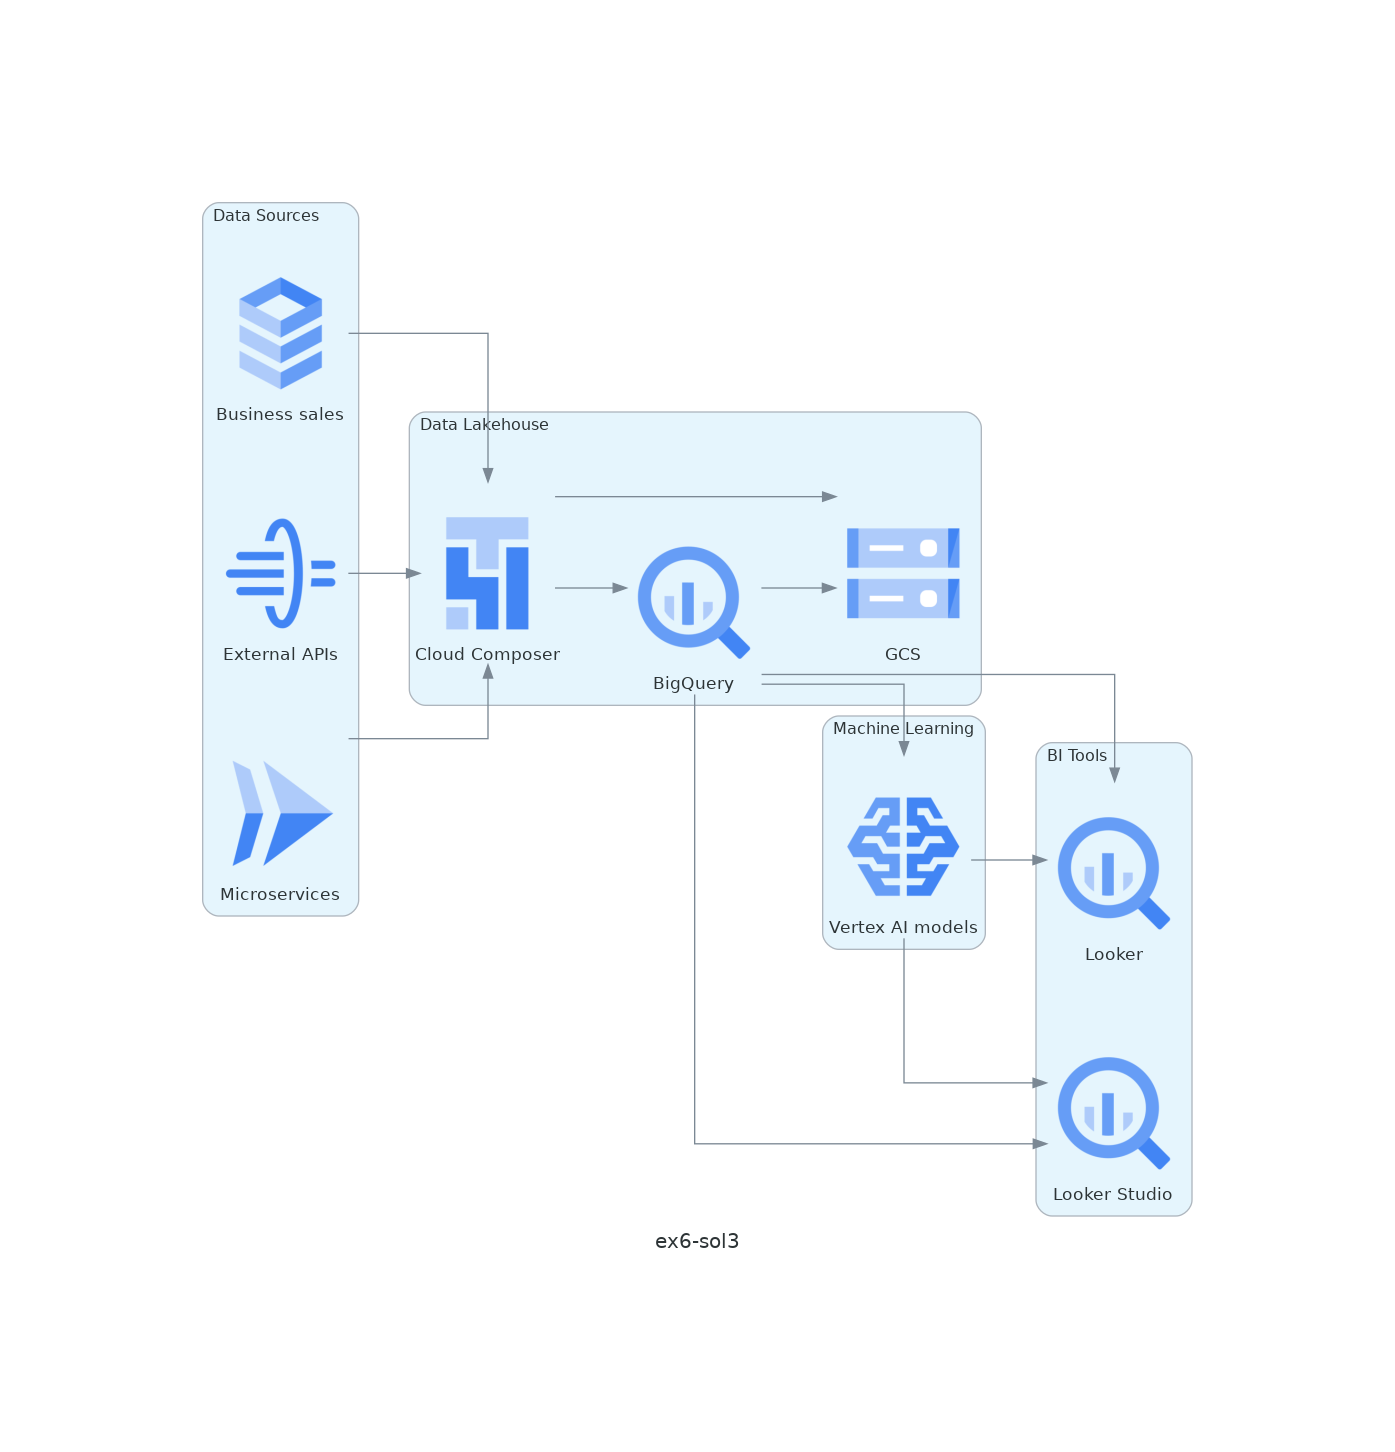 Data Sources
Business sales
External APIs
Microservices
Data Lakehouse
Cloud Composer
BigQuery
GCS
Machine Learning
Vertex AI models
BI Tools
Looker
Looker Studio
ex6-sol3